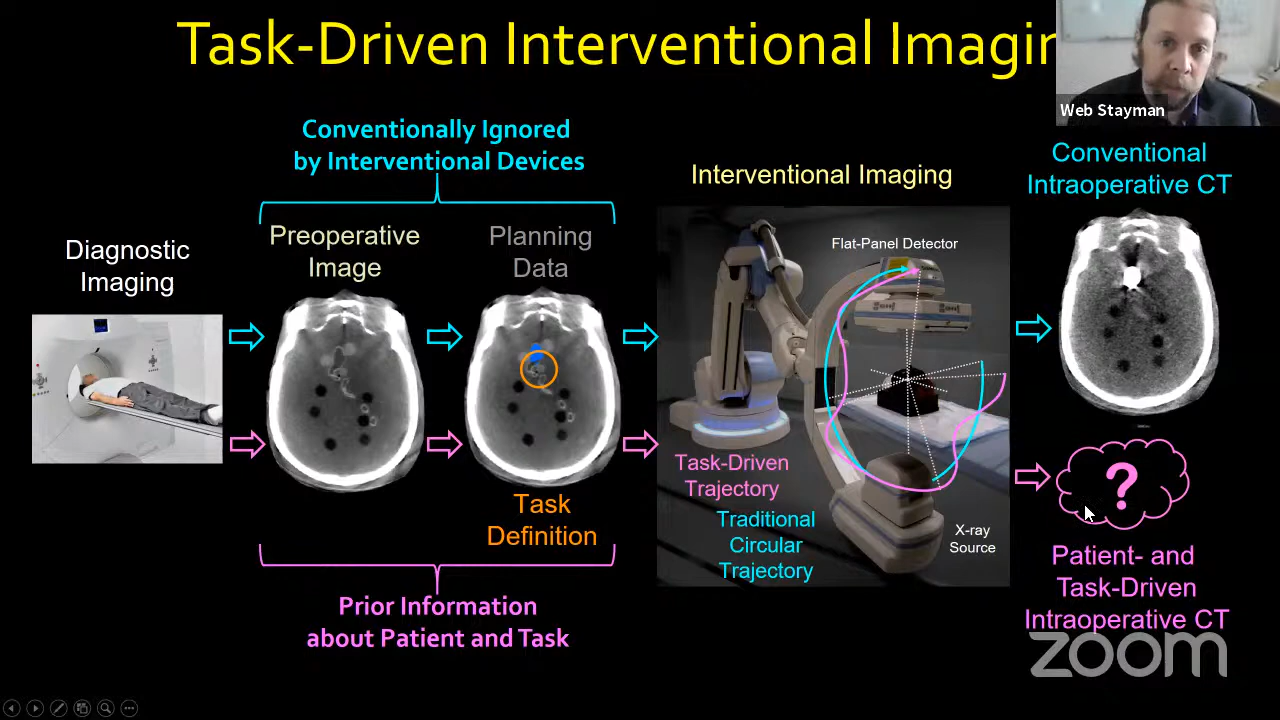 Task-Driven Interventional Imagin
Web Stayman
Conventionally Ignored
by Interventional Devices
Conventional
Intraoperative CT
Interventional Imaging
Diagnostic
Imaging
Preoperative
Image
Planning
Data
Flat-Panel Detector
Task-Driven
Trajectory
Traditional
Circular
Trajectory
X-ray
Source
?
Task
Definition
Patient- and
Task-Driven
Intraoperative CT
Prior Information
about Patient and Task
zoom